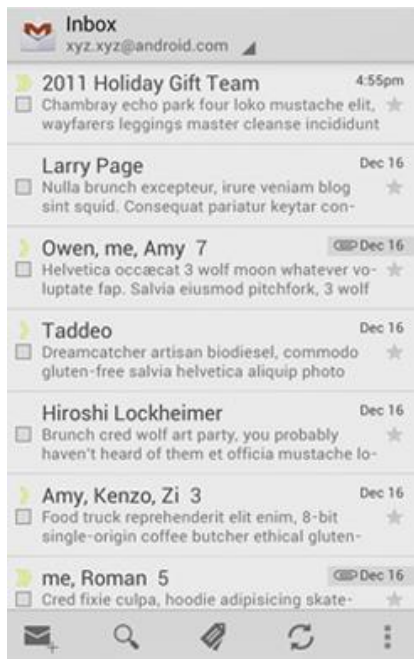 Inbox
xyz.xyz@android.com
2011 Holiday Gift Team 4:55pm
Chambray echo park four loko mustache elit,
wayfarers leggings master cleanse incididunt
Larry Page Dec 16
Nulla brunch excepteur, irure veniam blog
sint squid. Consequat pariatur keytar con-
Owen, me, Amy 7 Dec 16
Helvetica occæcat 3 wolf moon whatever vo-
luptate fap. Salvia eiusmod pitchfork, 3 wolf
Taddeo Dec 16
Dreamcatcher artisan biodiesel, commodo
gluten-free salvia helvetica aliquip photo
Hiroshi Lockheimer Dec 16
Brunch cred wolf art party, you probably
haven't heard of them et officia mustache lo-
Amy, Kenzo, Zi 3 Dec 16
Food truck reprehenderit elit enim, 8-bit
single-origin coffee butcher ethical gluten-
me, Roman 5 Dec 16
Cred fixie culpa, hoodie adipisicing skate-